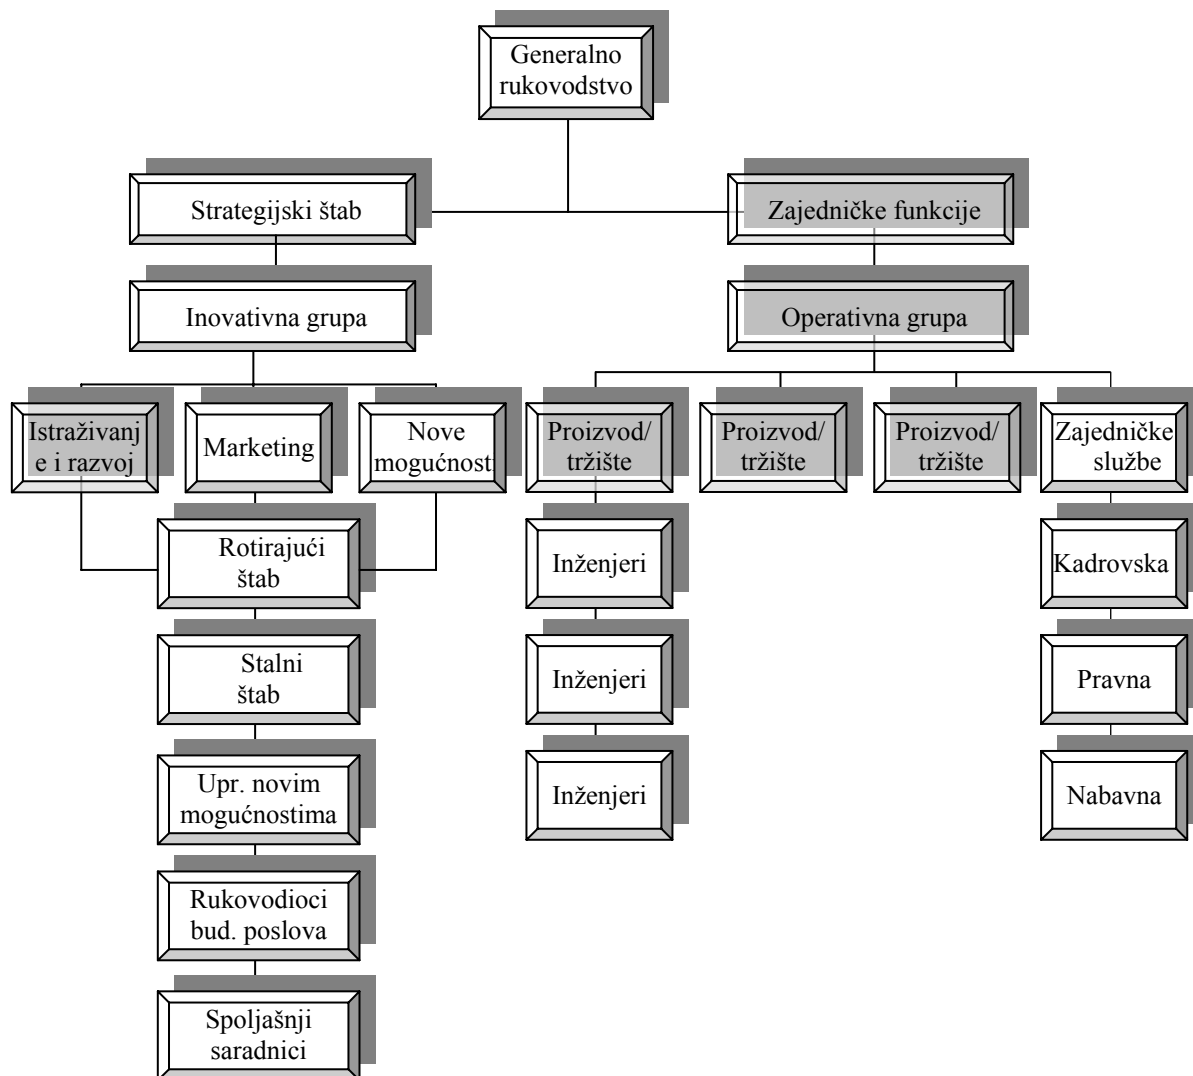 Generalno
rukovodstvo
Strategijski štab
Zajedničke funkcije
Inovativna grupa
Operativna grupa
Istraživanj
e i razvoj
Marketing
Nove
mogućnosti
Proizvod/
tržište
Proizvod/
tržište
Proizvod/
tržište
Zajedničke
službe
Rotirajući
štab
Inženjeri
Kadrovska
Stalni
štab
Inženjeri
Pravna
Upr. novim
mogućnostima
Inženjeri
Nabavna
Rukovodioci
bud. poslova
Spoljašnji
saradnici